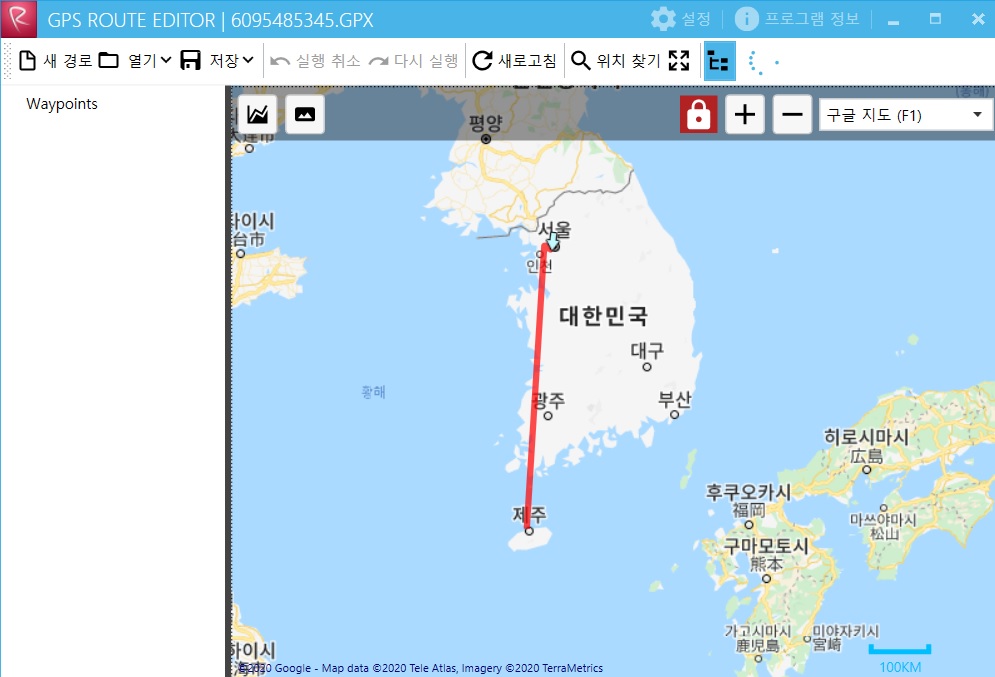 GPS ROUTE EDITOR | 6095485345.GPX
설정
프로그램 정보
새 경로
열기
저장
실행 취소
다시 실행
새로고침
위치 찾기
Waypoints
구글 지도 (F1)
(동해)
평양
타이시
台市
서울
인천
대한민국
대구
황해
광주
부산
히로시마시
広島
후쿠오카시
福岡
마쓰야마시
松山
제주
구마모토시
熊本
가고시마시
鹿児島
미야자키시
宮崎
하이시
©2020 Google - Map data ©2020 Tele Atlas, Imagery ©2020 TerraMetrics
100KM